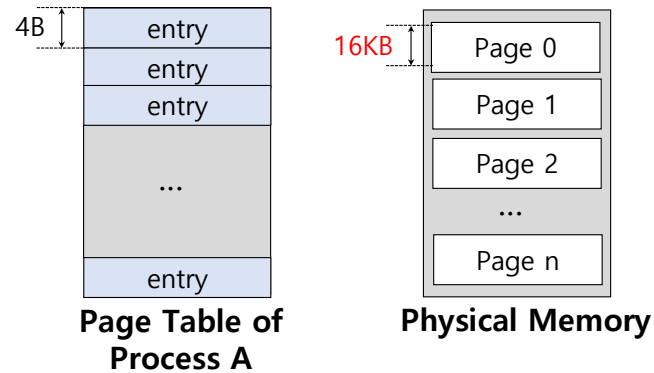 4B
entry
entry
entry
...
entry
Page Table of
Process A
16KB
Page 0
Page 1
Page 2
...
Page n
Physical Memory